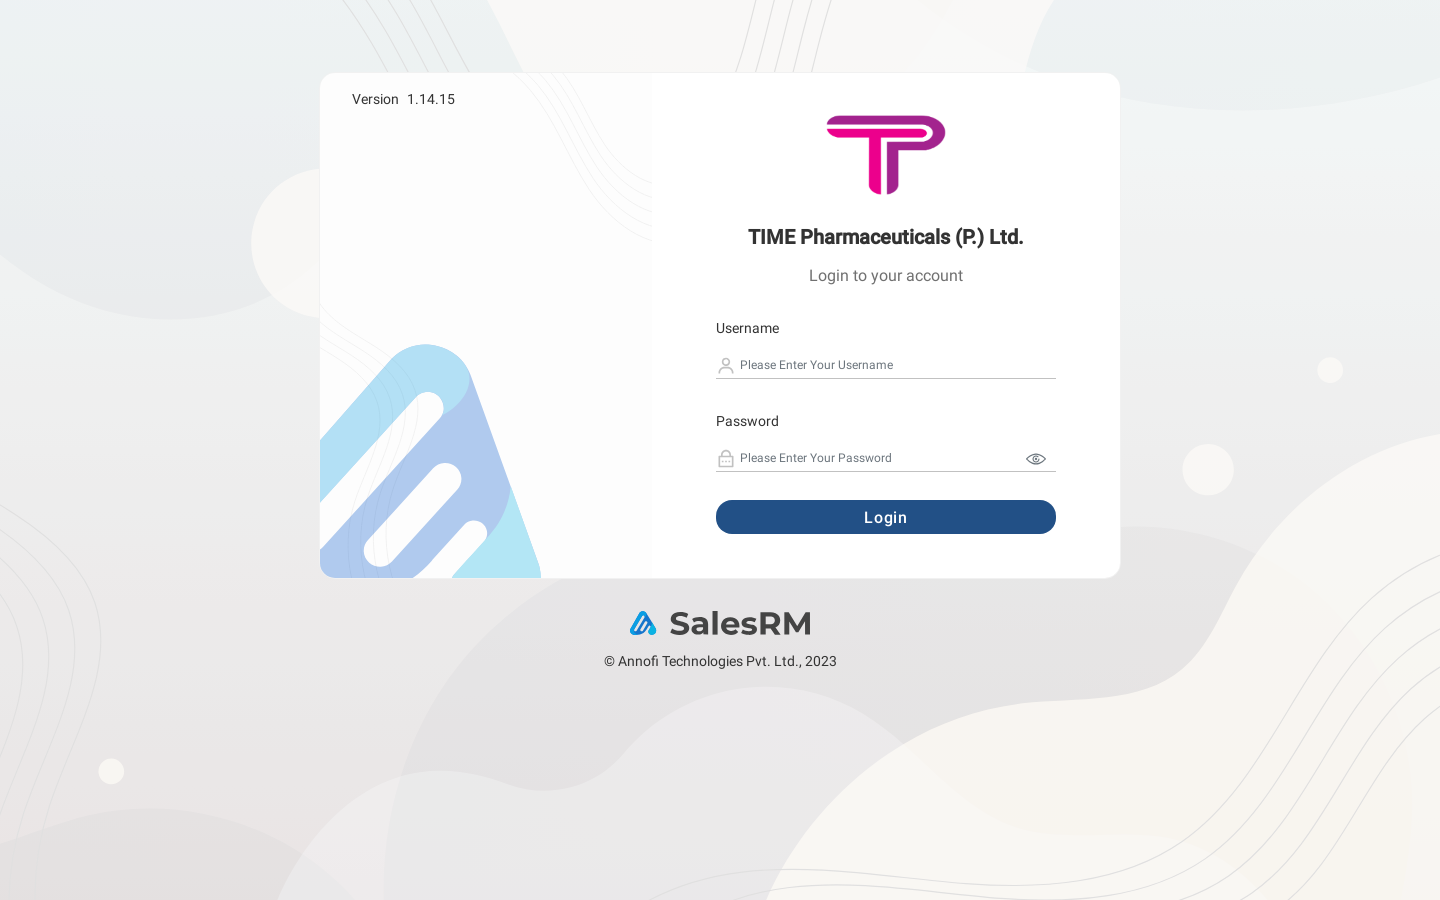 Version 1.14.15
TIME Pharmaceuticals (P.) Ltd.
Login to your account
Username
Please Enter Your Username
Password
Please Enter Your Password
Login
SalesRM
© Annofi Technologies Pvt. Ltd., 2023